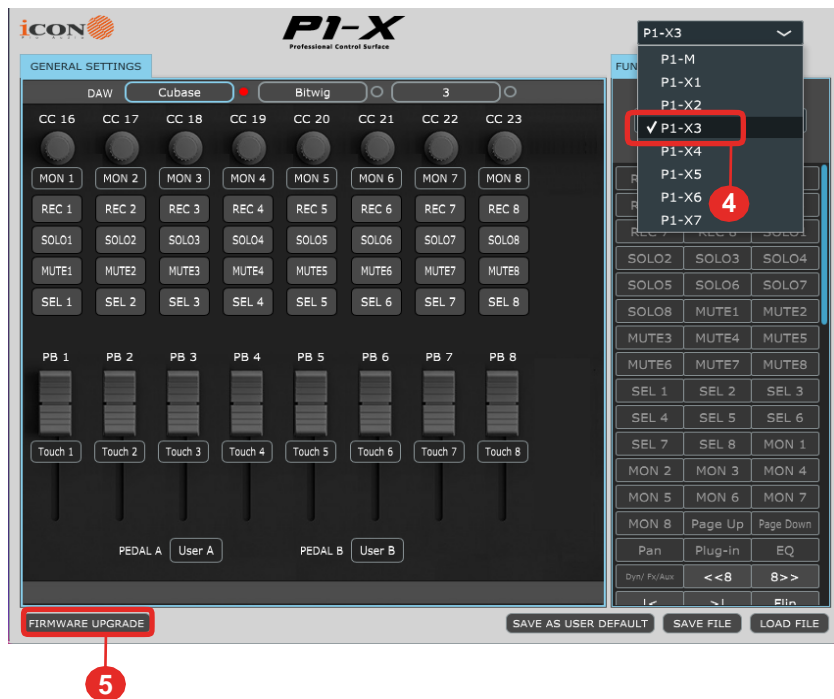 icon
Pro Audio
P1-X
Professional Control Surface
P1-X3
GENERAL SETTINGS
FUN
P1-M
P1-X1
P1-X2
✓ P1-X3
P1-X4
P1-X5
P1-X6
P1-X7
4
DAW Cubase Bitwig 3
CC 16 CC 17 CC 18 CC 19 CC 20 CC 21 CC 22 CC 23
MON 1 MON 2 MON 3 MON 4 MON 5 MON 6 MON 7 MON 8
REC 1 REC 2 REC 3 REC 4 REC 5 REC 6 REC 7 REC 8
SOLO1 SOLO2 SOLO3 SOLO4 SOLO5 SOLO6 SOLO7 SOLO8
MUTE1 MUTE2 MUTE3 MUTE4 MUTE5 MUTE6 MUTE7 MUTE8
SEL 1 SEL 2 SEL 3 SEL 4 SEL 5 SEL 6 SEL 7 SEL 8
PB 1 PB 2 PB 3 PB 4 PB 5 PB 6 PB 7 PB 8
Touch 1 Touch 2 Touch 3 Touch 4 Touch 5 Touch 6 Touch 7 Touch 8
PEDAL A User A PEDAL B User B
REC 7 REC 8 SOLO1
SOLO2 SOLO3 SOLO4
SOLO5 SOLO6 SOLO7
SOLO8 MUTE1 MUTE2
MUTE3 MUTE4 MUTE5
MUTE6 MUTE7 MUTE8
SEL 1 SEL 2 SEL 3
SEL 4 SEL 5 SEL 6
SEL 7 SEL 8 MON 1
MON 2 MON 3 MON 4
MON 5 MON 6 MON 7
MON 8 Page Up Page Down
Pan Plug-in EQ
Dyn/ Fx/Aux <<8 8>>
|< >| Flip
FIRMWARE UPGRADE SAVE AS USER DEFAULT SAVE FILE LOAD FILE
5